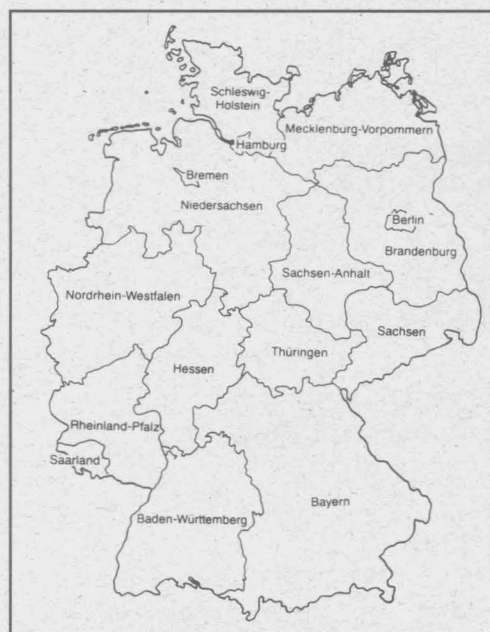 Schleswig-
Holstein
Mecklenburg-Vorpommern
Hamburg
Bremen
Niedersachsen
Berlin
Brandenburg
Sachsen-Anhalt
Nordrhein-Westfalen
Sachsen
Thüringen
Hessen
Rheinland-Pfalz
Saarland
Bayern
Baden-Württemberg